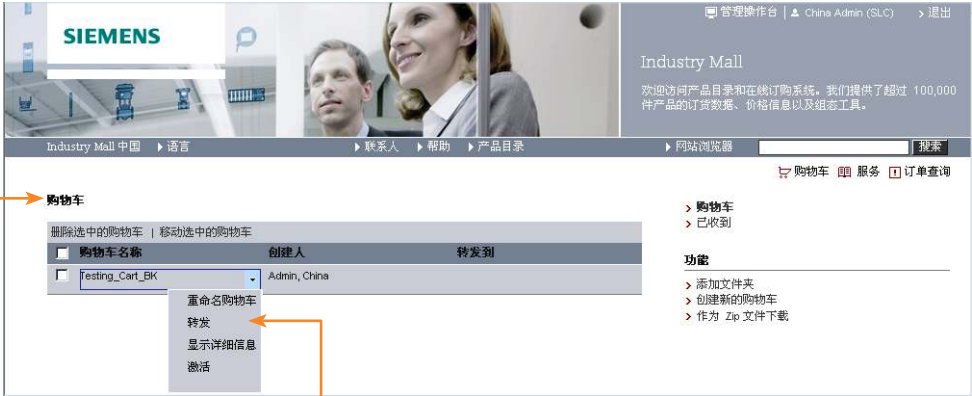 管理操作台 | China Admin (SLC) > 退出
SIEMENS
Industry Mall
欢迎访问产品目录和在线订购系统。我们提供了超过 100,000
件产品的订货数据、价格信息以及组态工具。
Industry Mall 中国 语言 联系人 帮助 产品目录 网站浏览器 搜索
购物车 服务 订单查询
购物车
> 购物车
> 已收到
删除选中的购物车 | 移动选中的购物车
购物车名称 创建人 转发到
功能
Testing_Cart_BK Admin, China
> 添加文件夹
> 创建新的购物车
> 作为 Zip 文件下载
重命名购物车
转发
显示详细信息
激活